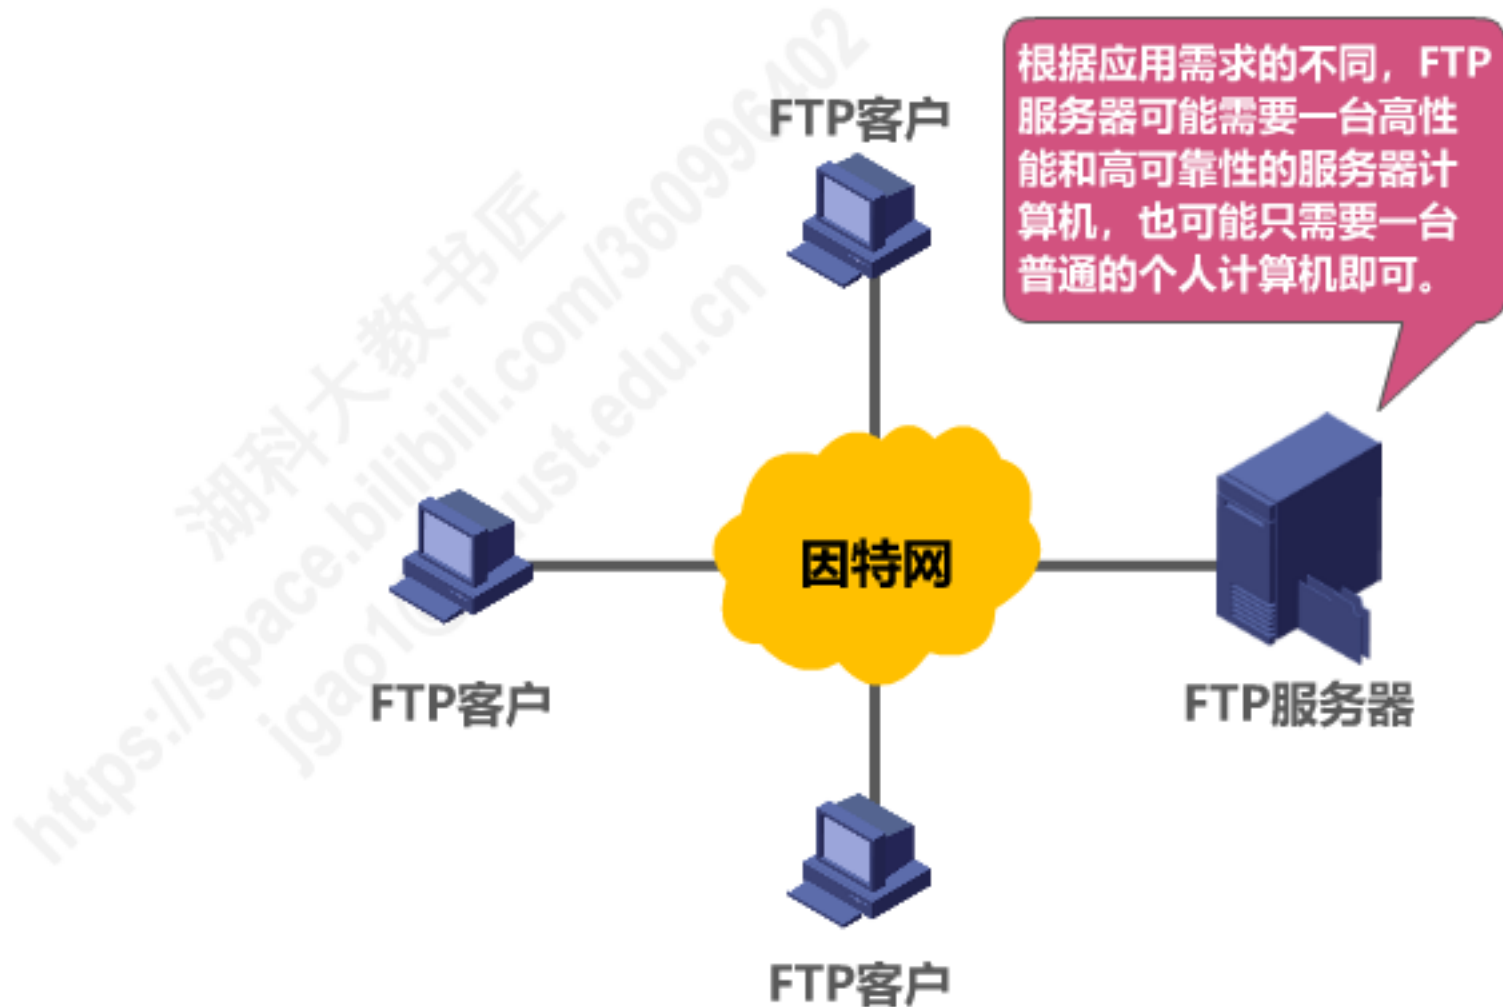 FTP客户
根据应用需求的不同，FTP
服务器可能需要一台高性
能和高可靠性的服务器计
算机，也可能只需要一台
普通的个人计算机即可。
因特网
FTP客户
FTP服务器
FTP客户
湖科大教书匠
https://space.bilibili.com/360996402